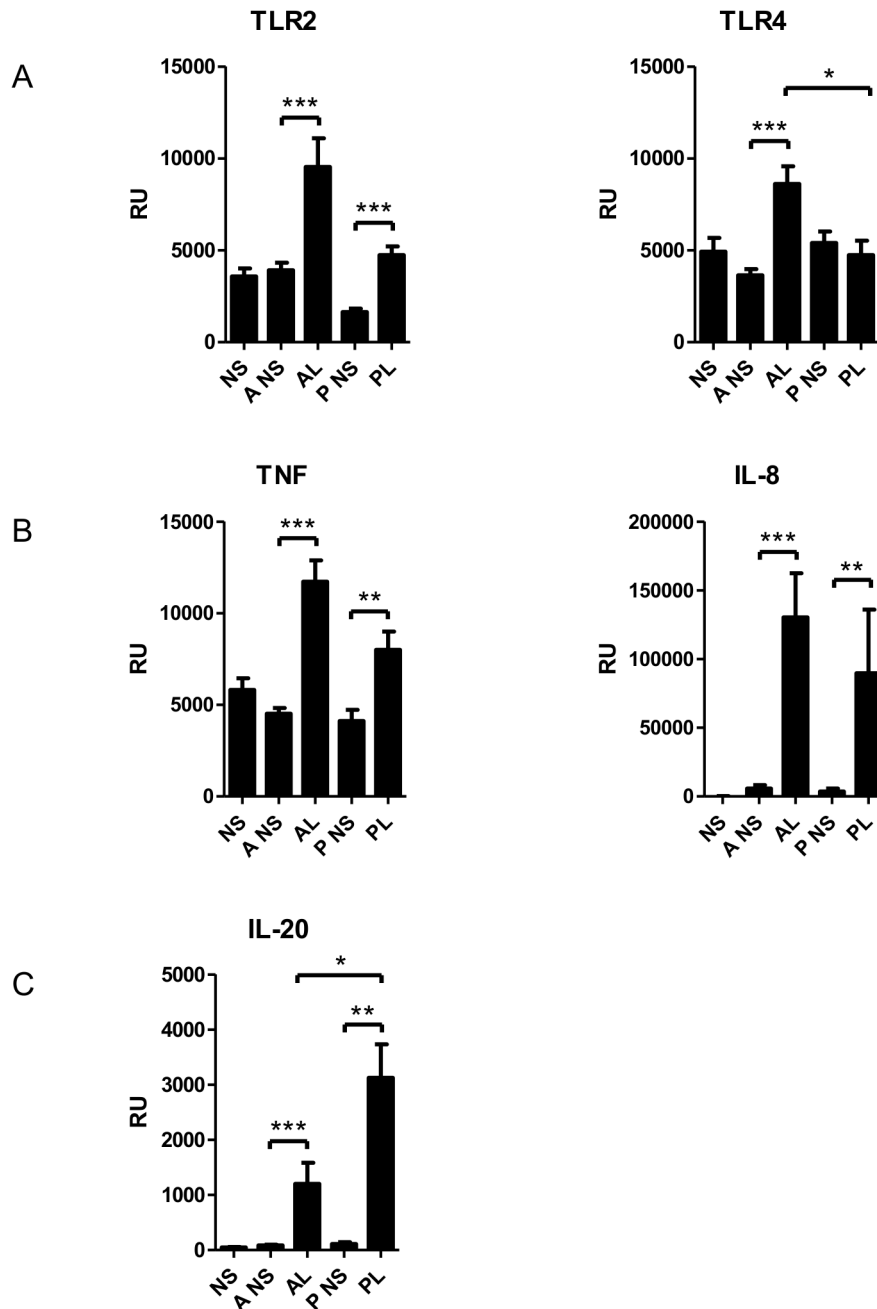 TLR2
TLR4
A
15000
10000
5000
0
RU
***
***
NS
A NS
AL
P NS
PL
15000
10000
5000
0
RU
***
*
NS
A NS
AL
P NS
PL
TNF
IL-8
B
15000
10000
5000
0
RU
***
**
NS
A NS
AL
P NS
PL
200000
150000
100000
50000
0
RU
***
**
NS
A NS
AL
P NS
PL
IL-20
C
5000
4000
3000
2000
1000
0
RU
*
**
***
NS
A NS
AL
P NS
PL